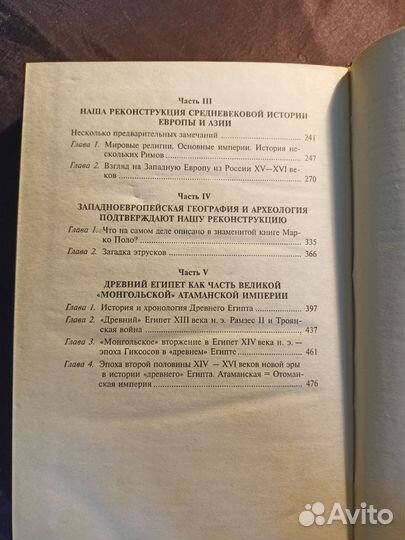 Часть III
НАША РЕКОНСТРУКЦИЯ СРЕДНЕВЕКОВОЙ ИСТОРИИ
ЕВРОПЫ И АЗИИ
Несколько предварительных замечаний 241
Глава 1. Мировые религии. Основные империи. История не-
скольких Римов 247
Глава 2. Взгляд на Западную Европу из России XV—XVI ве-
ков 270
Часть IV
ЗАПАДНОЕВРОПЕЙСКАЯ ГЕОГРАФИЯ И АРХЕОЛОГИЯ
ПОДТВЕРЖДАЮТ НАШУ РЕКОНСТРУКЦИЮ
Глава 1. Что на самом деле описано в знаменитой книге Мар-
ко Поло? 335
Глава 2. Загадка этрусков 366
Часть V
ДРЕВНИЙ ЕГИПЕТ КАК ЧАСТЬ ВЕЛИКОЙ
«МОНГОЛЬСКОЙ» АТАМАНСКОЙ ИМПЕРИИ
Глава 1. История и хронология Древнего Египта 397
Глава 2. «Древний» Египет XIII века н. э. Рамзес II и Троян-
ская война 437
Глава 3. «Монгольское» вторжение в Египет XIV века н. э. —
эпоха Гиксосов в «древнем» Египте 461
Глава 4. Эпоха второй половины XIV — XVI веков новой эры
в истории «древнего» Египта. Атаманская = Отоман-
ская империя 476
Avito